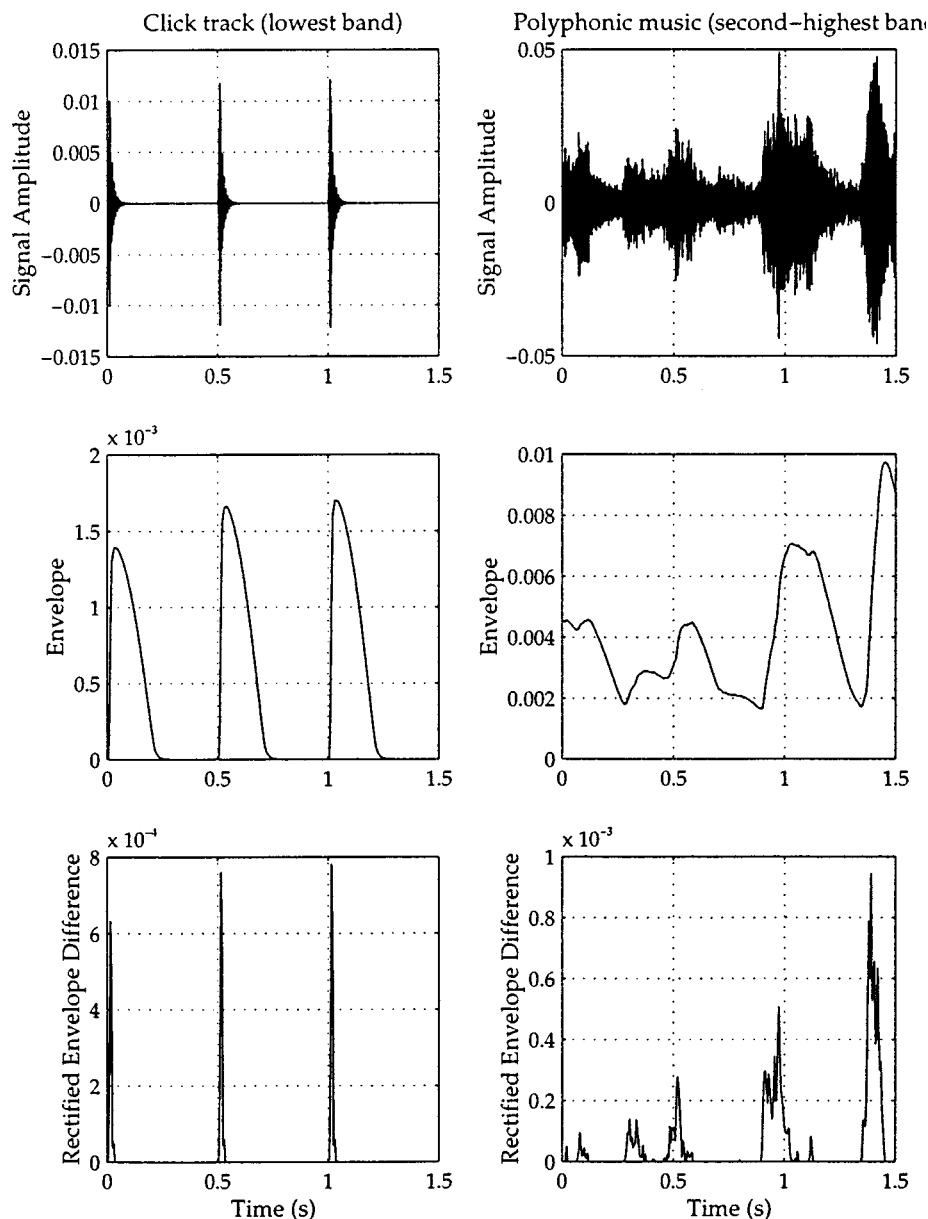 Click track (lowest band)
Polyphonic music (second-highest band
Signal Amplitude
0.015
0.01
0.005
0
-0.005
-0.01
-0.015
0 0.5 1 1.5
Signal Amplitude
0.05
0
-0.05
0 0.5 1 1.5
x 10⁻³
Envelope
2
1.5
1
0.5
0
0 0.5 1 1.5
Envelope
0.01
0.008
0.006
0.004
0.002
0
0 0.5 1 1.5
x 10⁻⁴
Rectified Envelope Difference
8
6
4
2
0
0 0.5 1 1.5
Time (s)
x 10⁻³
Rectified Envelope Difference
1
0.8
0.6
0.4
0.2
0
0 0.5 1 1.5
Time (s)